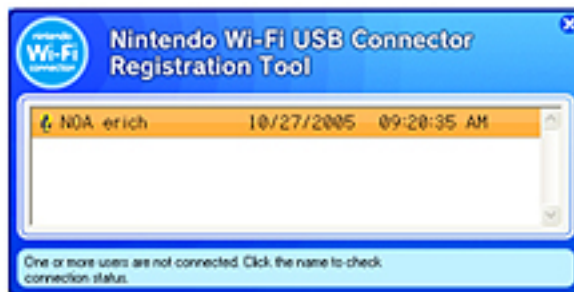 Nintendo
Wi-Fi
connection
Nintendo Wi-Fi USB Connector
Registration Tool
NOA erich 10/27/2005 09:20:35 AM
One or more users are not connected. Click the name to check
connection status.